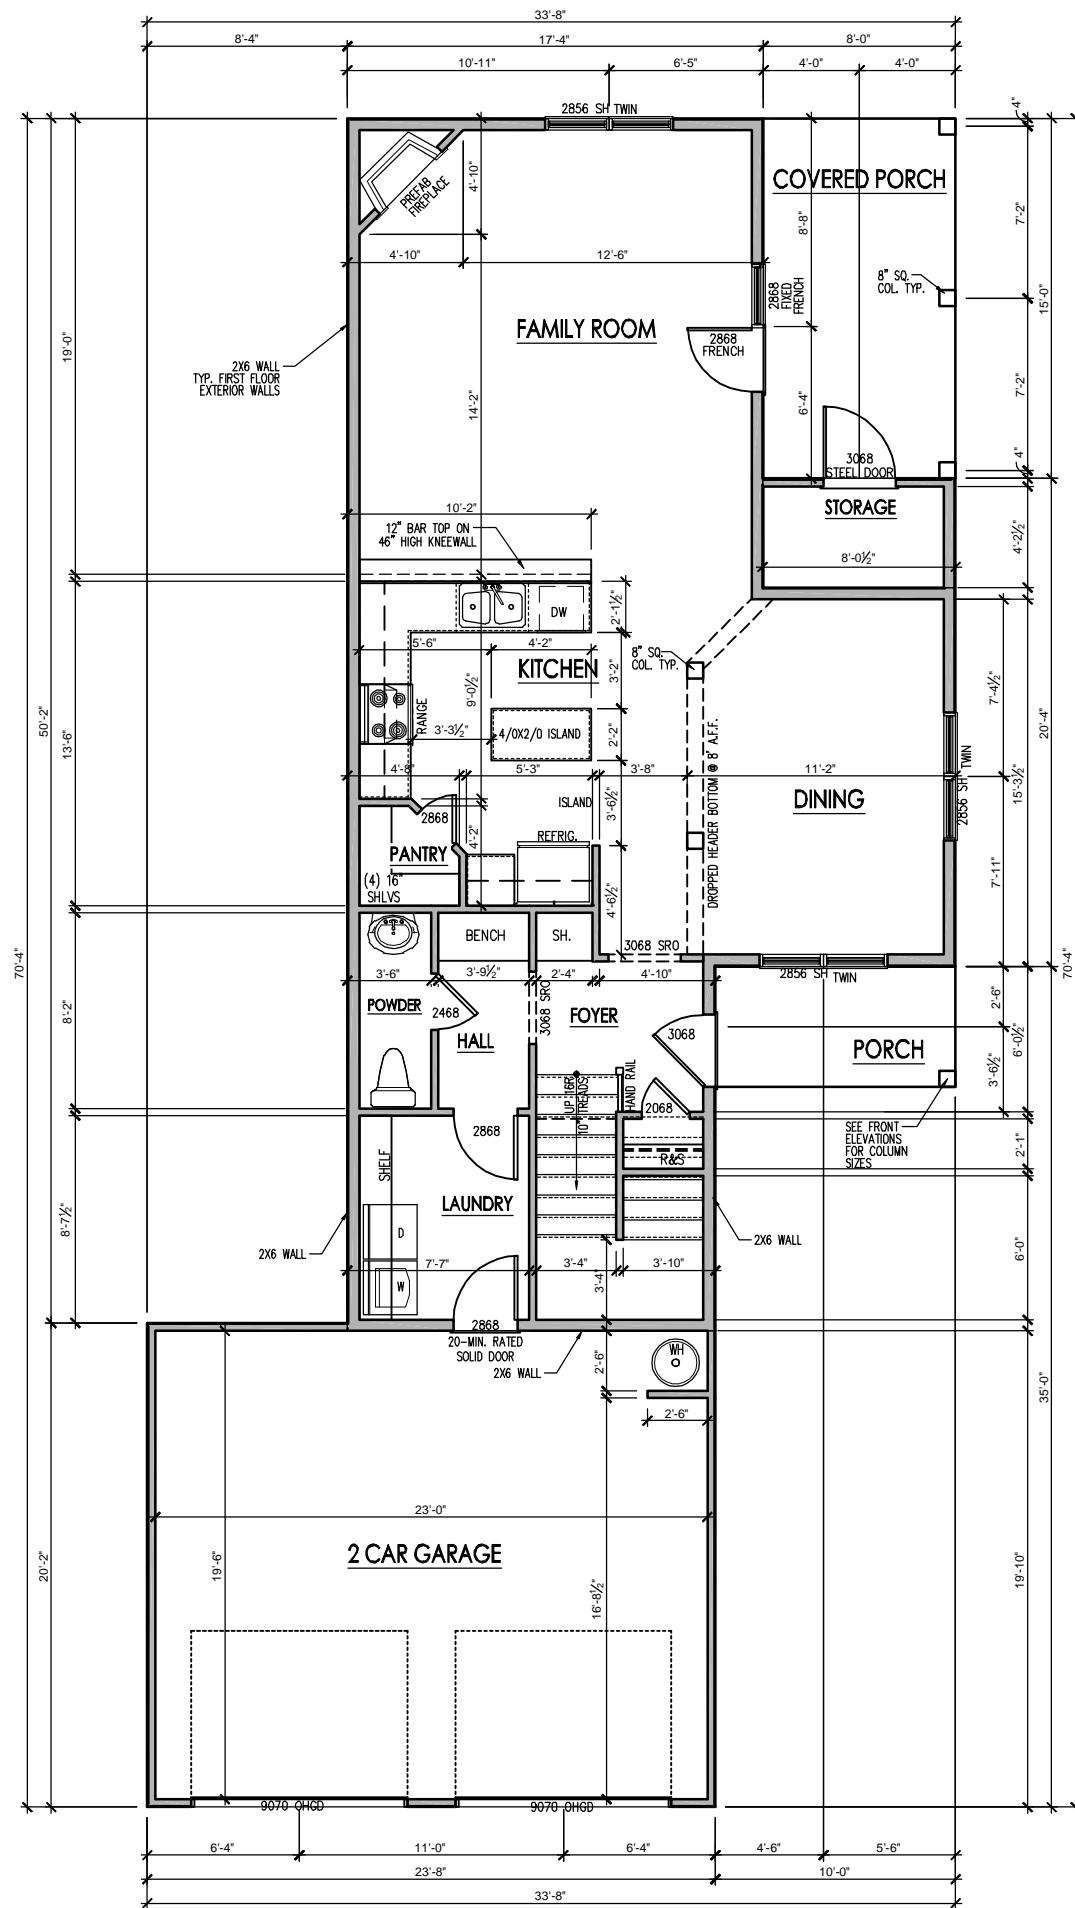 33'-8"
8'-4"
17'-4"
8'-0"
10'-11"
6'-5"
4'-0"
4'-0"
2856 SH TWIN
4"
COVERED PORCH
PREFAB
FIREPLACE
4'-10"
8'-8"
7'-2"
4'-10"
12'-6"
2868
FIXED
FRENCH
8" SQ.
COL. TYP.
15'-0"
FAMILY ROOM
2868
FRENCH
19'-0"
2X6 WALL
TYP. FIRST FLOOR
EXTERIOR WALLS
14'-2"
6'-4"
7'-2"
3068
STEEL DOOR
4"
10'-2"
12" BAR TOP ON
46" HIGH KNEEWALL
STORAGE
4'-2½"
8'-0½"
DW
2'-1½"
5'-6"
4'-2"
8" SQ.
COL. TYP.
KITCHEN
3'-2"
9'-0½"
RANGE
3'-3½"
4/0X2/0 ISLAND
2'-2"
7'-4½"
50'-2"
13'-6"
20'-4"
DROPPED HEADER BOTTOM @ 8' A.F.F.
4'-8"
5'-3"
3'-8"
11'-2"
2856 SH TWIN
15'-3½"
DINING
ISLAND
3'-6½"
2868
4'-2"
REFRIG.
PANTRY
(4) 16"
SHLVS
4'-6½"
7'-11"
BENCH
SH.
3068 SRO
70'-4"
70'-4"
3'-6"
3'-9½"
2'-4"
4'-10"
2856 SH TWIN
2'-6"
POWDER
2468
3068 SRO
FOYER
8'-2"
HALL
3068
PORCH
6'-0½"
3'-6½"
UP 16R
10" TREADS
HAND RAIL
2068
2868
SEE FRONT
ELEVATIONS
FOR COLUMN
SIZES
2'-1"
SHELF
R&S
LAUNDRY
8'-7½"
D
2X6 WALL
2X6 WALL
6'-0"
7'-7"
3'-4"
3'-10"
3'-4"
W
2868
20-MIN. RATED
SOLID DOOR
2X6 WALL
2'-6"
WH
2'-6"
35'-0"
23'-0"
2 CAR GARAGE
19'-6"
16'-8½"
20'-2"
19'-10"
9070 OHGD
9070 OHGD
6'-4"
11'-0"
6'-4"
4'-6"
5'-6"
23'-8"
10'-0"
33'-8"